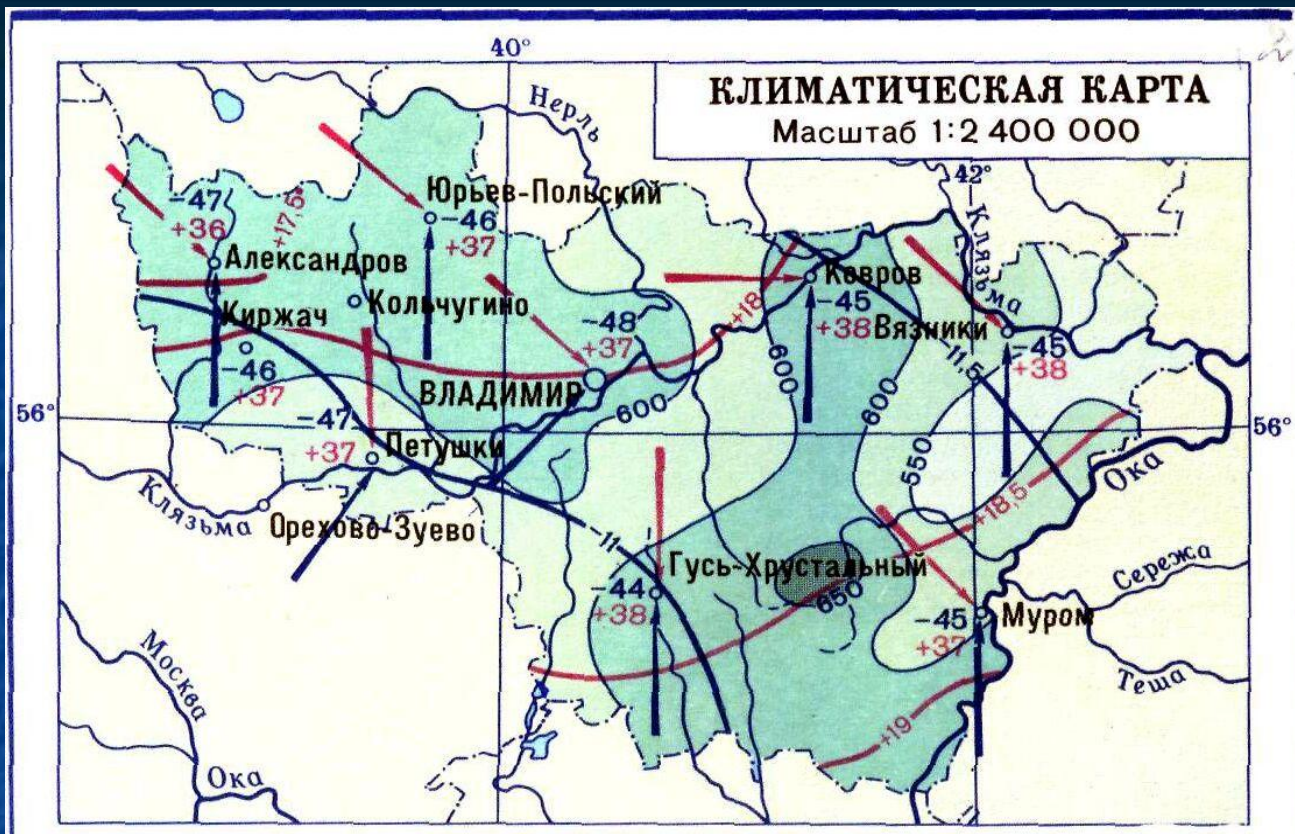 40°
КЛИМАТИЧЕСКАЯ КАРТА
Масштаб 1:2 400 000
Нерль
42°
-47
+36
+17,5°
Юрьев-Польский
-46
+37
Александров
Клязьма
Киржач
Кольчугино
-48
+37
+18
Ковров
-45
+38
Вязники
-45
+38
-11,5
-46
+37
ВЛАДИМИР
600
600
600
56°
56°
-47
+37
Петушки
550
Ока
Клязьма
Орехово-Зуево
-11
+18,5
Гусь-Хрустальный
-44
+38
650
Сережа
-45
+37
Муром
Теша
Москва
+19
Ока